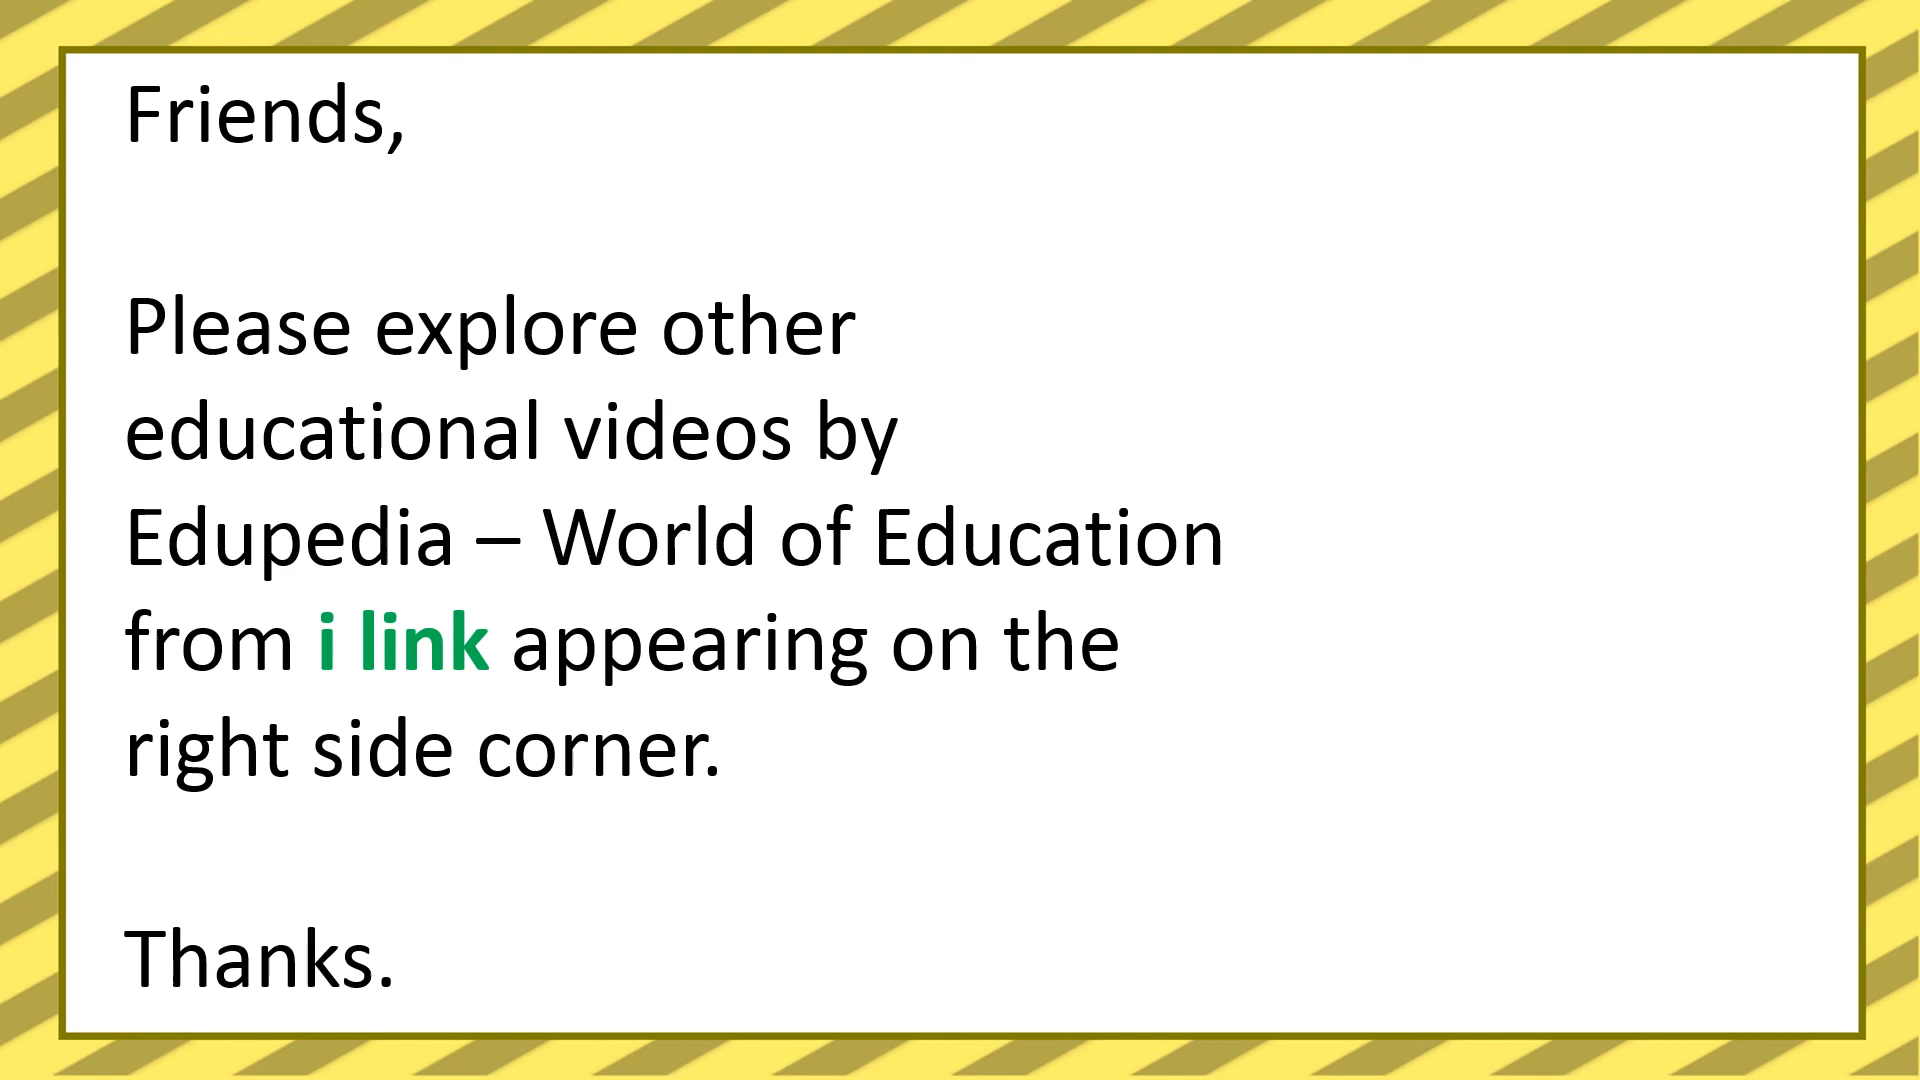 Friends,
Please explore other
educational videos by
Edupedia – World of Education
from i link appearing on the
right side corner.
Thanks.